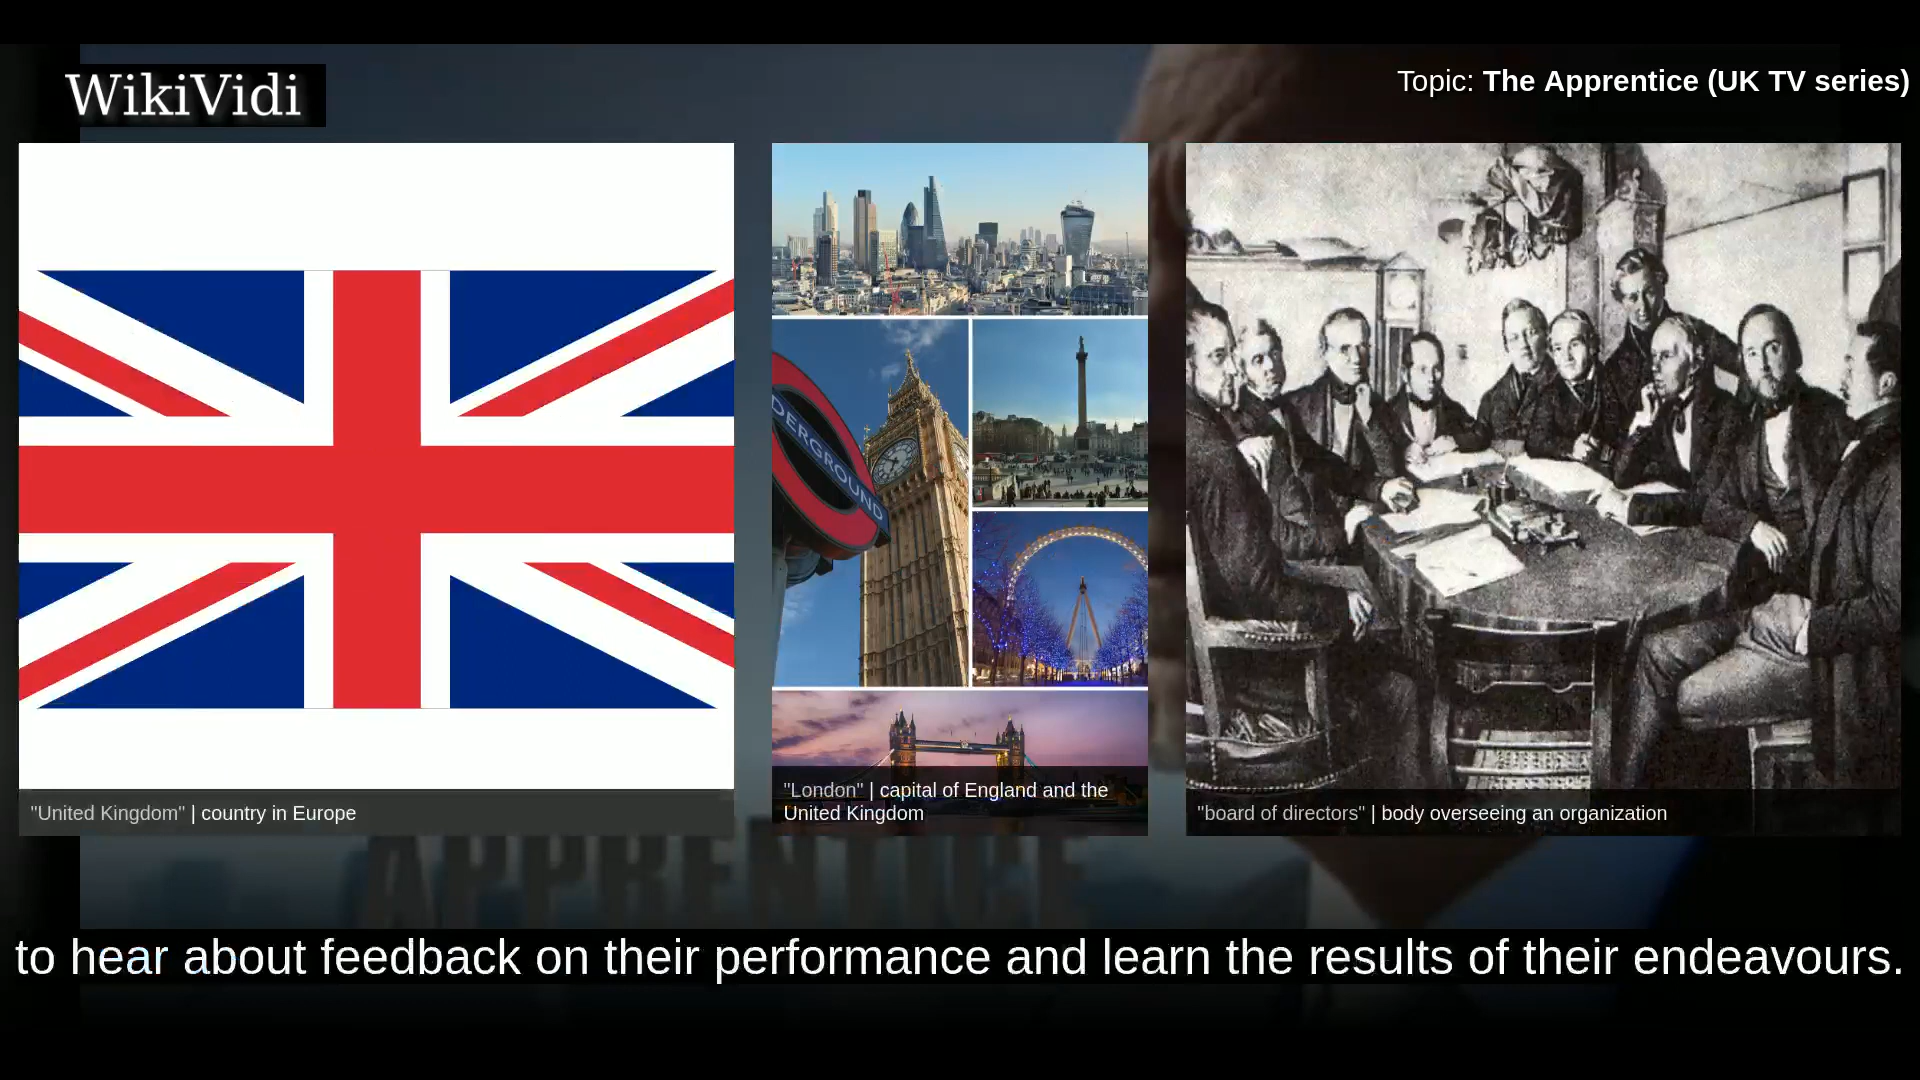 WikiVidi
Topic: The Apprentice (UK TV series)
DERGROUND
"United Kingdom" | country in Europe
"London" | capital of England and the
United Kingdom
"board of directors" | body overseeing an organization
APPRENTICE
to hear about feedback on their performance and learn the results of their endeavours.